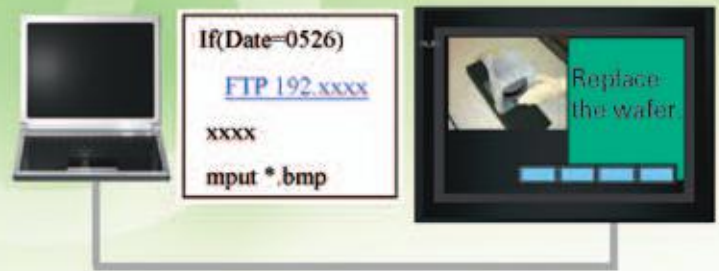 If(Date=0526)
FTP 192.xxxx
xxxx
mput *.bmp
Replace
the wafer.